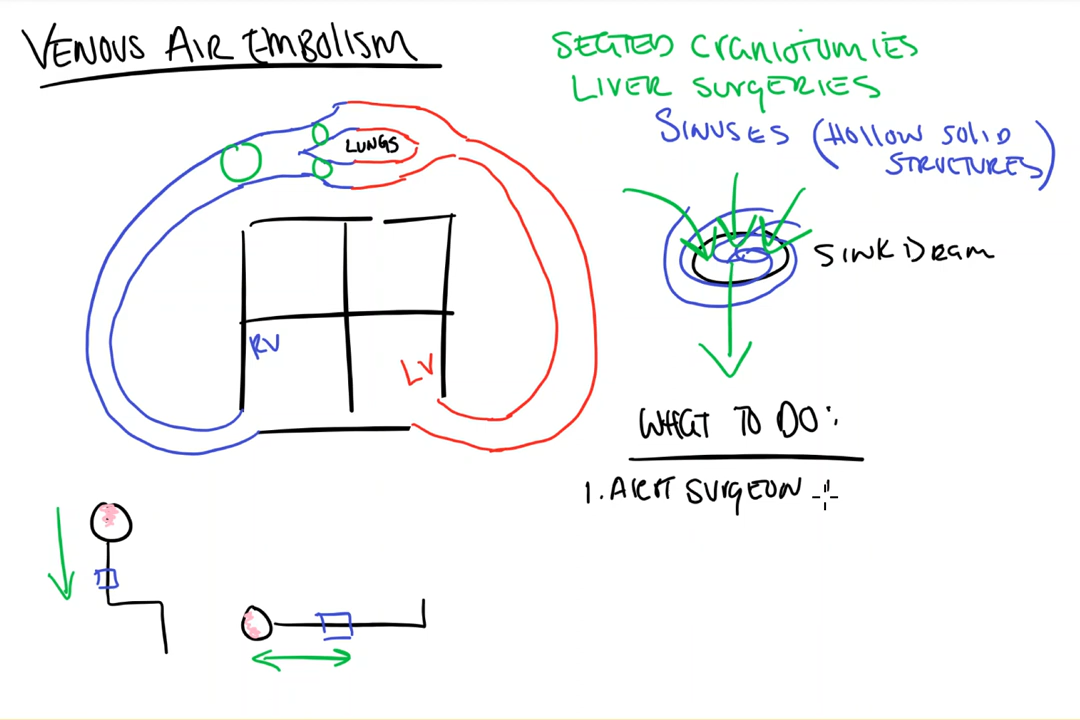 VENOUS AIR EMBOLISM
SEATED CRANIOTOMIES
LIVER SURGERIES
SINUSES (HOLLOW SOLID
STRUCTURES)
LUNGS
SINK DRAIN
RV
LV
WHAT TO DO:
1. ALERT SURGEON